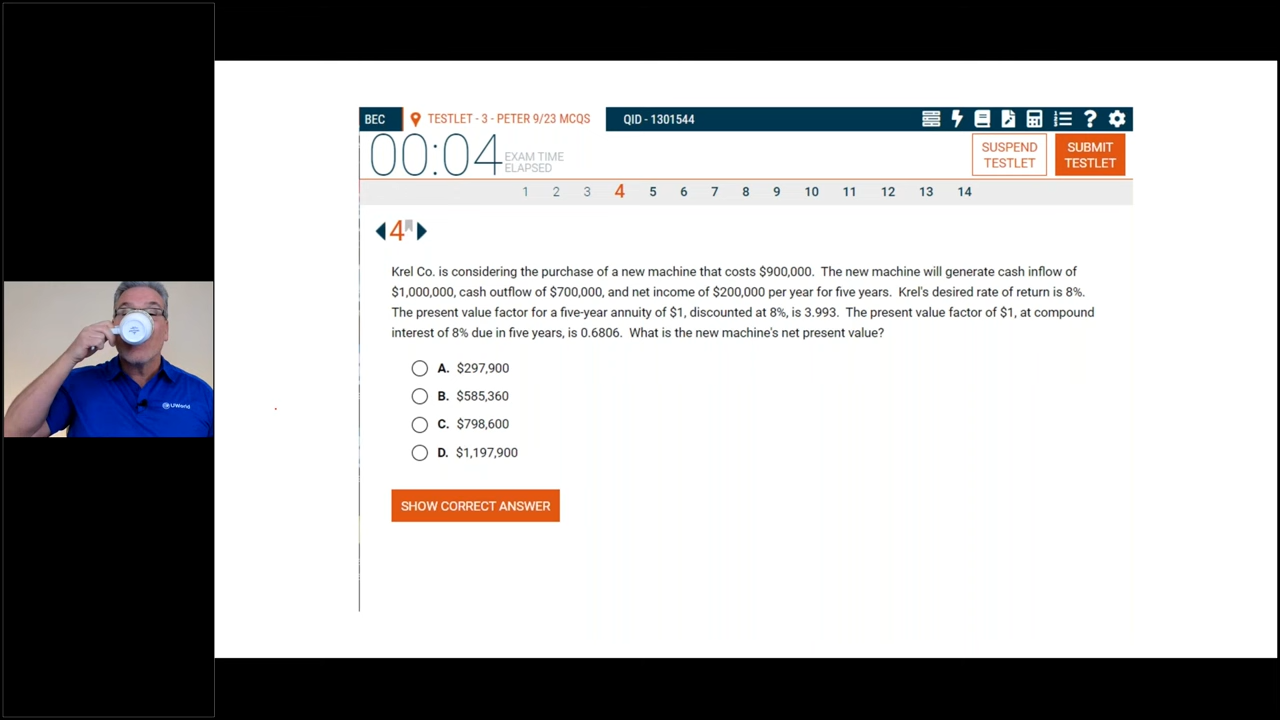 BEC
TESTLET - 3 - PETER 9/23 MCQS
QID - 1301544
00:04
EXAM TIME
ELAPSED
SUSPEND
TESTLET
SUBMIT
TESTLET
1 2 3 4 5 6 7 8 9 10 11 12 13 14
4
Krel Co. is considering the purchase of a new machine that costs $900,000. The new machine will generate cash inflow of
$1,000,000, cash outflow of $700,000, and net income of $200,000 per year for five years. Krel's desired rate of return is 8%.
The present value factor for a five-year annuity of $1, discounted at 8%, is 3.993. The present value factor of $1, at compound
interest of 8% due in five years, is 0.6806. What is the new machine's net present value?
A. $297,900
B. $585,360
C. $798,600
D. $1,197,900
SHOW CORRECT ANSWER
UWorld